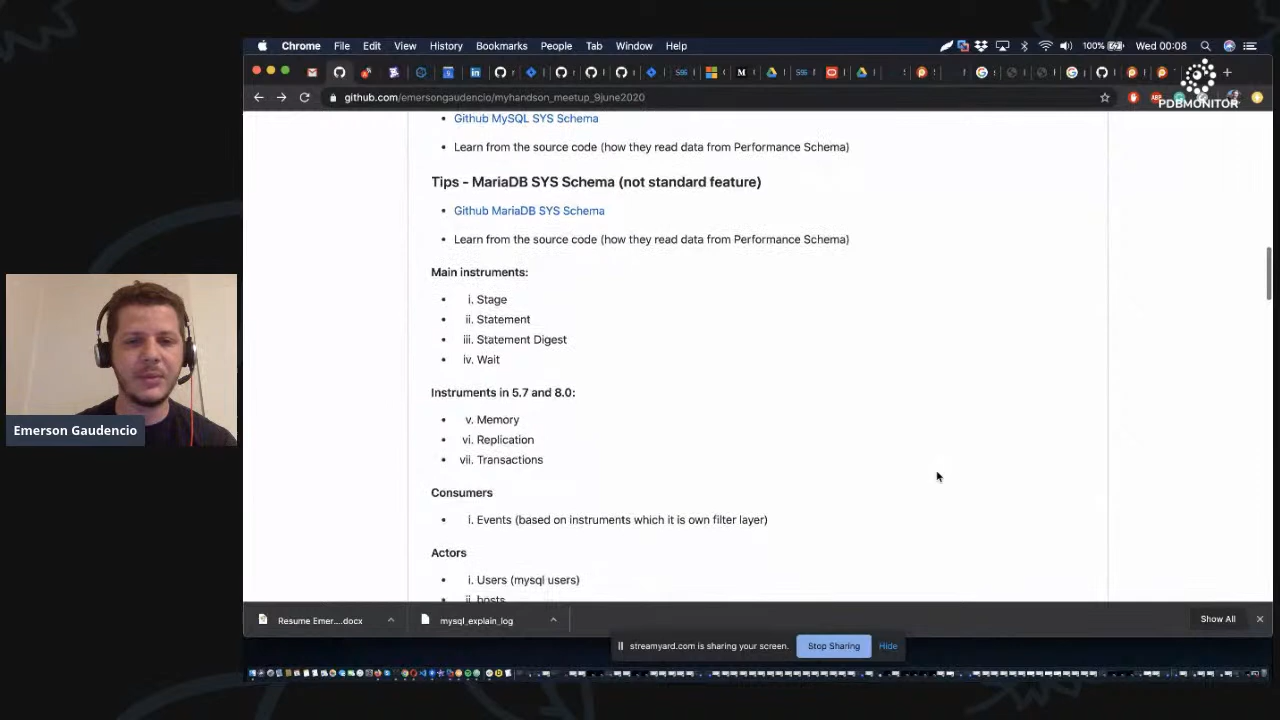 Chrome File Edit View History Bookmarks People Tab Window Help 100% Wed 00:08
github.com/emersongaudencio/myhandson_meetup_9june2020
PDBMONITOR
Github MySQL SYS Schema
Learn from the source code (how they read data from Performance Schema)
Tips - MariaDB SYS Schema (not standard feature)
Github MariaDB SYS Schema
Learn from the source code (how they read data from Performance Schema)
Main instruments:
i. Stage
ii. Statement
iii. Statement Digest
iv. Wait
Instruments in 5.7 and 8.0:
v. Memory
vi. Replication
vii. Transactions
Consumers
i. Events (based on instruments which it is own filter layer)
Actors
i. Users (mysql users)
ii. hosts
Emerson Gaudencio
Resume Emer....docx mysql_explain_log Show All
streamyard.com is sharing your screen. Stop Sharing Hide